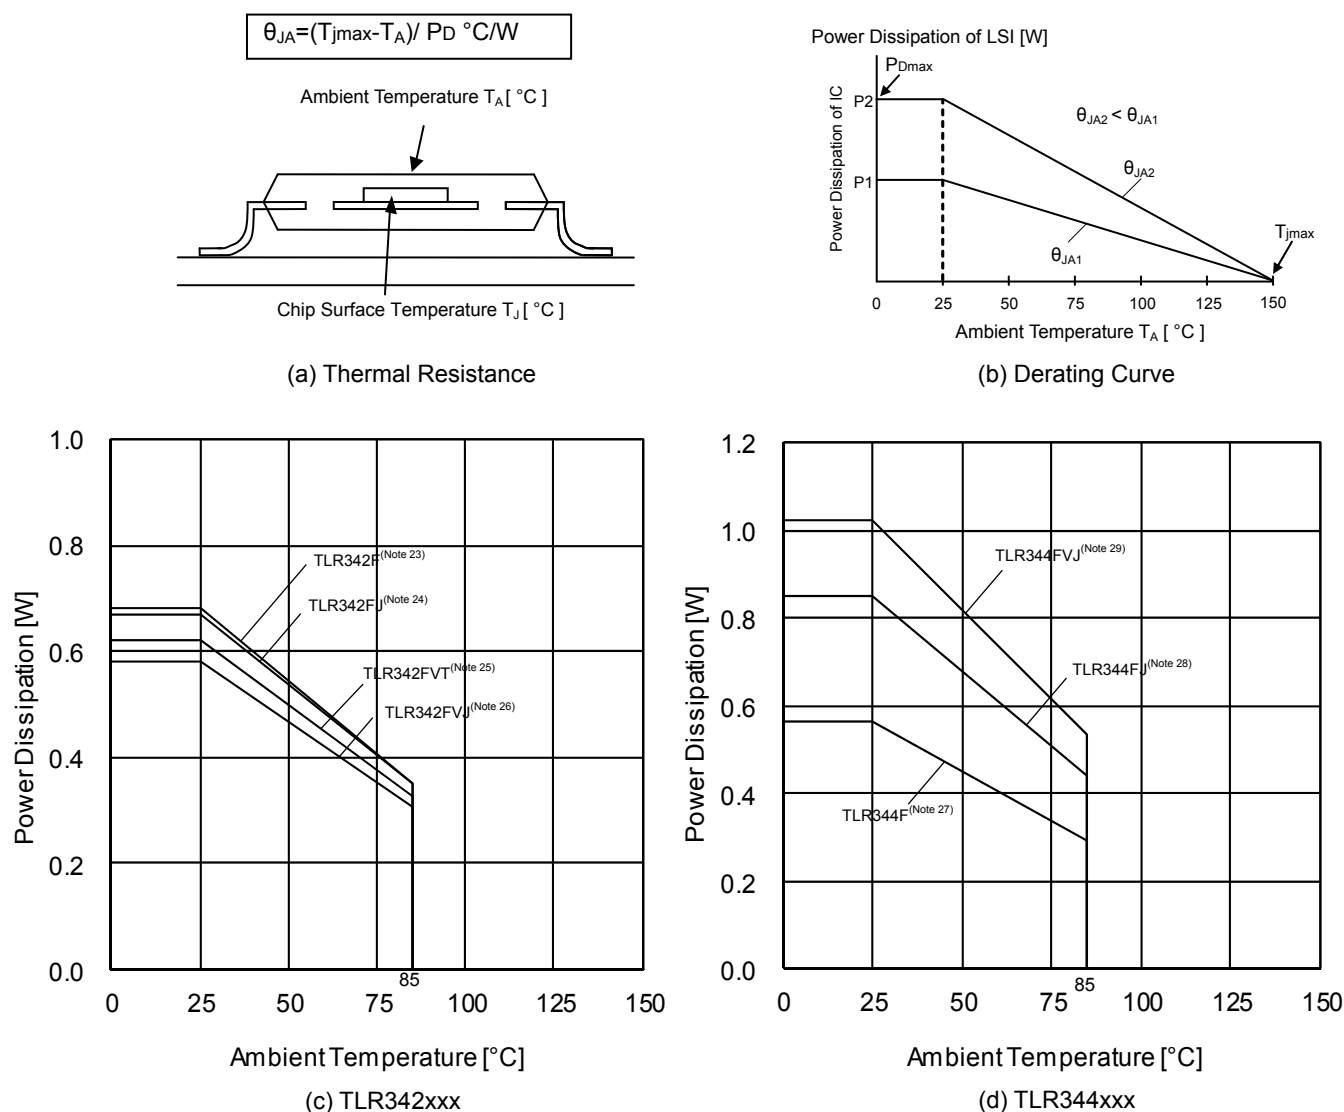 θJA=(Tjmax-TA)/ PD °C/W
Ambient Temperature TA [ °C ]
Chip Surface Temperature TJ [ °C ]
(a) Thermal Resistance
Power Dissipation of LSI [W]
PDmax
Power Dissipation of IC
P2
θJA2 < θJA1
θJA2
P1
Tjmax
θJA1
0 25 50 75 100 125 150
Ambient Temperature TA [ °C ]
(b) Derating Curve
1.0
0.8
0.6
0.4
0.2
0.0
Power Dissipation [W]
TLR342F(Note 23)
TLR342FJ(Note 24)
TLR342FVT(Note 25)
TLR342FVJ(Note 26)
85
0 25 50 75 100 125 150
Ambient Temperature [°C]
(c) TLR342xxx
1.2
1.0
0.8
0.6
0.4
0.2
0.0
Power Dissipation [W]
TLR344FVJ(Note 29)
TLR344FJ(Note 28)
TLR344F(Note 27)
85
0 25 50 75 100 125 150
Ambient Temperature [°C]
(d) TLR344xxx